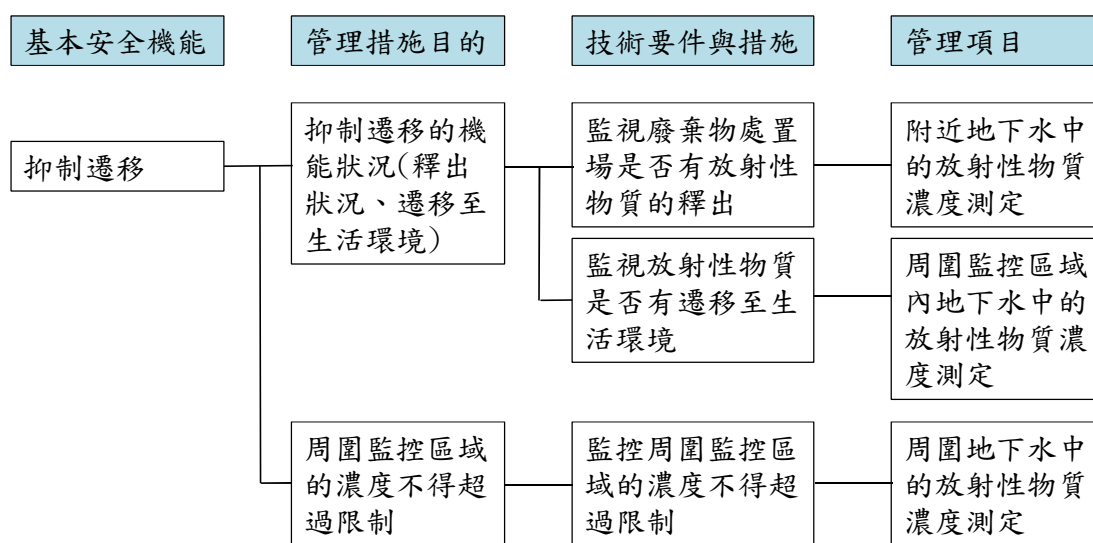 基本安全機能
管理措施目的
技術要件與措施
管理項目
抑制遷移
抑制遷移的機
能狀況(釋出
狀況、遷移至
生活環境)
監視廢棄物處置
場是否有放射性
物質的釋出
附近地下水中
的放射性物質
濃度測定
監視放射性物質
是否有遷移至生
活環境
周圍監控區域
內地下水中的
放射性物質濃
度測定
周圍監控區域
的濃度不得超
過限制
監控周圍監控區
域的濃度不得超
過限制
周圍地下水中
的放射性物質
濃度測定